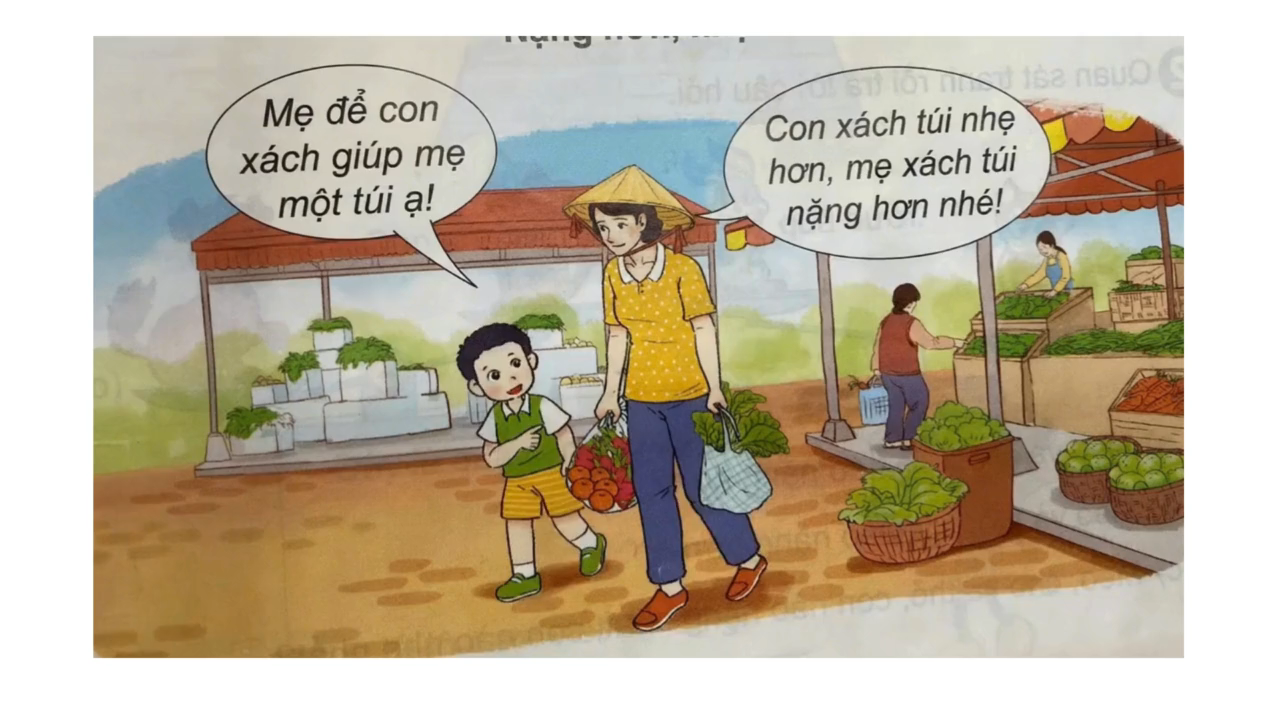 Mẹ để con
xách giúp mẹ
một túi ạ!
Con xách túi nhẹ
hơn, mẹ xách túi
nặng hơn nhé!